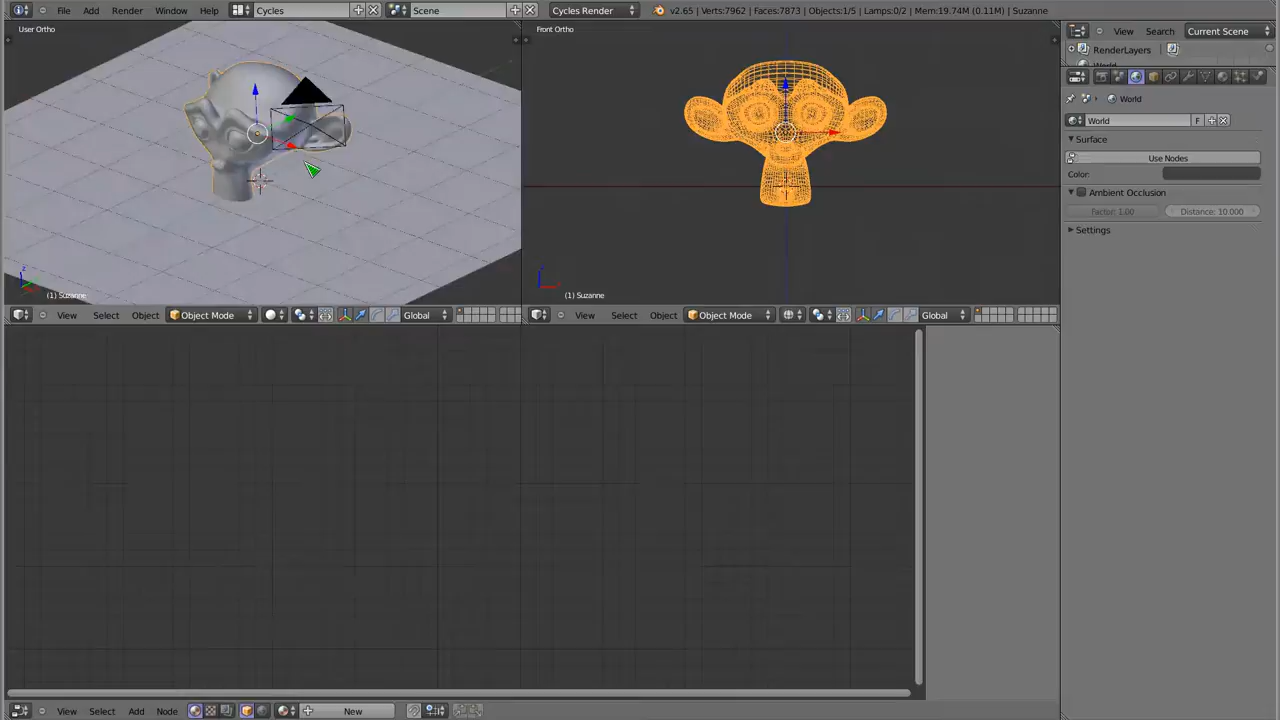 File Add Render Window Help Cycles Scene Cycles Render v2.65 | Verts:7962 | Faces:7873 | Objects:1/5 | Lamps:0/2 | Mem:19.74M (0.11M) | Suzanne
User Ortho
Front Ortho
View Search Current Scene
RenderLayers
World
World F
Surface
Use Nodes
Color:
Ambient Occlusion
Factor: 1.00 Distance: 10.000
Settings
(1) Suzanne
(1) Suzanne
View Select Object Object Mode Global
View Select Object Object Mode Global
View Select Add Node New